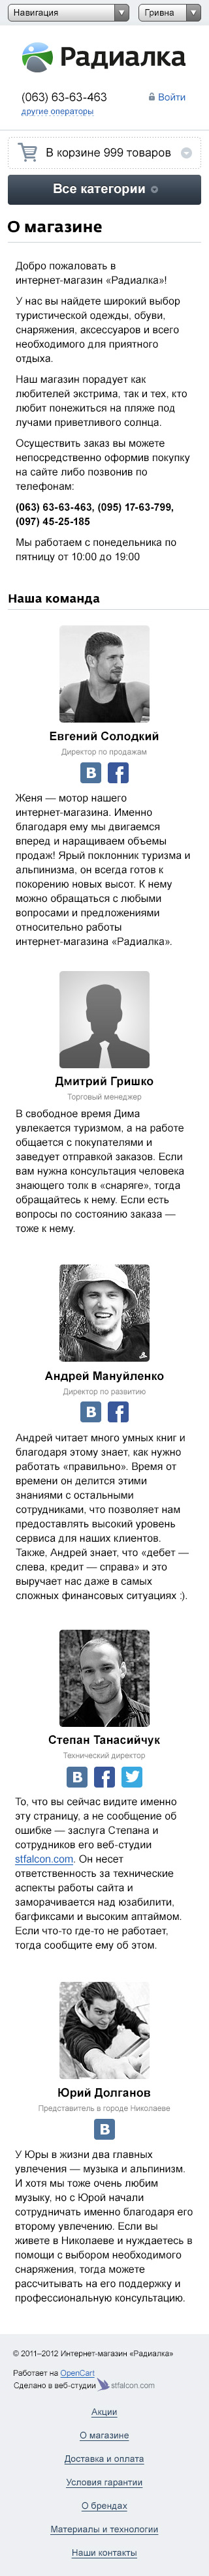 Навигация
Гривна
Радиалка
(063) 63-63-463
Войти
другие операторы
В корзине 999 товаров
Все категории
О магазине
Добро пожаловать в
интернет-магазин «Радиалка»!
У нас вы найдете широкий выбор
туристической одежды, обуви,
снаряжения, аксессуаров и всего
необходимого для приятного
отдыха.
Наш магазин порадует как
любителей экстрима, так и тех, кто
любит понежиться на пляже под
лучами приветливого солнца.
Осуществить заказ вы можете
непосредственно оформив покупку
на сайте либо позвонив по
телефонам:
(063) 63-63-463, (095) 17-63-799,
(097) 45-25-185
Мы работаем с понедельника по
пятницу от 10:00 до 19:00
Наша команда
Евгений Солодкий
Директор по продажам
Женя — мотор нашего
интернет-магазина. Именно
благодаря ему мы двигаемся
вперед и наращиваем объемы
продаж! Ярый поклонник туризма и
альпинизма, он всегда готов к
покорению новых высот. К нему
можно обращаться с любыми
вопросами и предложениями
относительно работы
интернет-магазина «Радиалка».
Дмитрий Гришко
Торговый менеджер
В свободное время Дима
увлекается туризмом, а на работе
общается с покупателями и
заведует отправкой заказов. Если
вам нужна консультация человека
знающего толк в «снаряге», тогда
обращайтесь к нему. Есть есть
вопросы по состоянию заказа —
тоже к нему.
Андрей Мануйленко
Директор по развитию
Андрей читает много умных книг и
благодаря этому знает, как нужно
работать «правильно». Время от
времени он делится этими
знаниями с остальными
сотрудниками, что позволяет нам
предоставлять высокий уровень
сервиса для наших клиентов.
Также, Андрей знает, что «дебет —
слева, кредит — справа» и это
выручает нас даже в самых
сложных финансовых ситуациях :).
Степан Танасийчук
Технический директор
То, что вы сейчас видите именно
эту страницу, а не сообщение об
ошибке — заслуга Степана и
сотрудников его веб-студии
stfalcon.com. Он несет
ответственность за технические
аспекты работы сайта и
заморачивается над юзабилити,
багфиксами и высоким аптаймом.
Если что-то где-то не работает,
тогда сообщите ему об этом.
Юрий Долганов
Представитель в городе Николаеве
У Юры в жизни два главных
увлечения — музыка и альпинизм.
И хотя мы тоже очень любим
музыку, но с Юрой начали
сотрудничать именно благодаря его
второму увлечению. Если вы
живете в Николаеве и нуждаетесь в
помощи с выбором необходимого
снаряжения, тогда можете
рассчитывать на его поддержку и
профессиональную консультацию.
© 2011–2012 Интернет-магазин «Радиалка»
Работает на OpenCart
Сделано в веб-студии stfalcon.com
Акции
О магазине
Доставка и оплата
Условия гарантии
О брендах
Материалы и технологии
Наши контакты